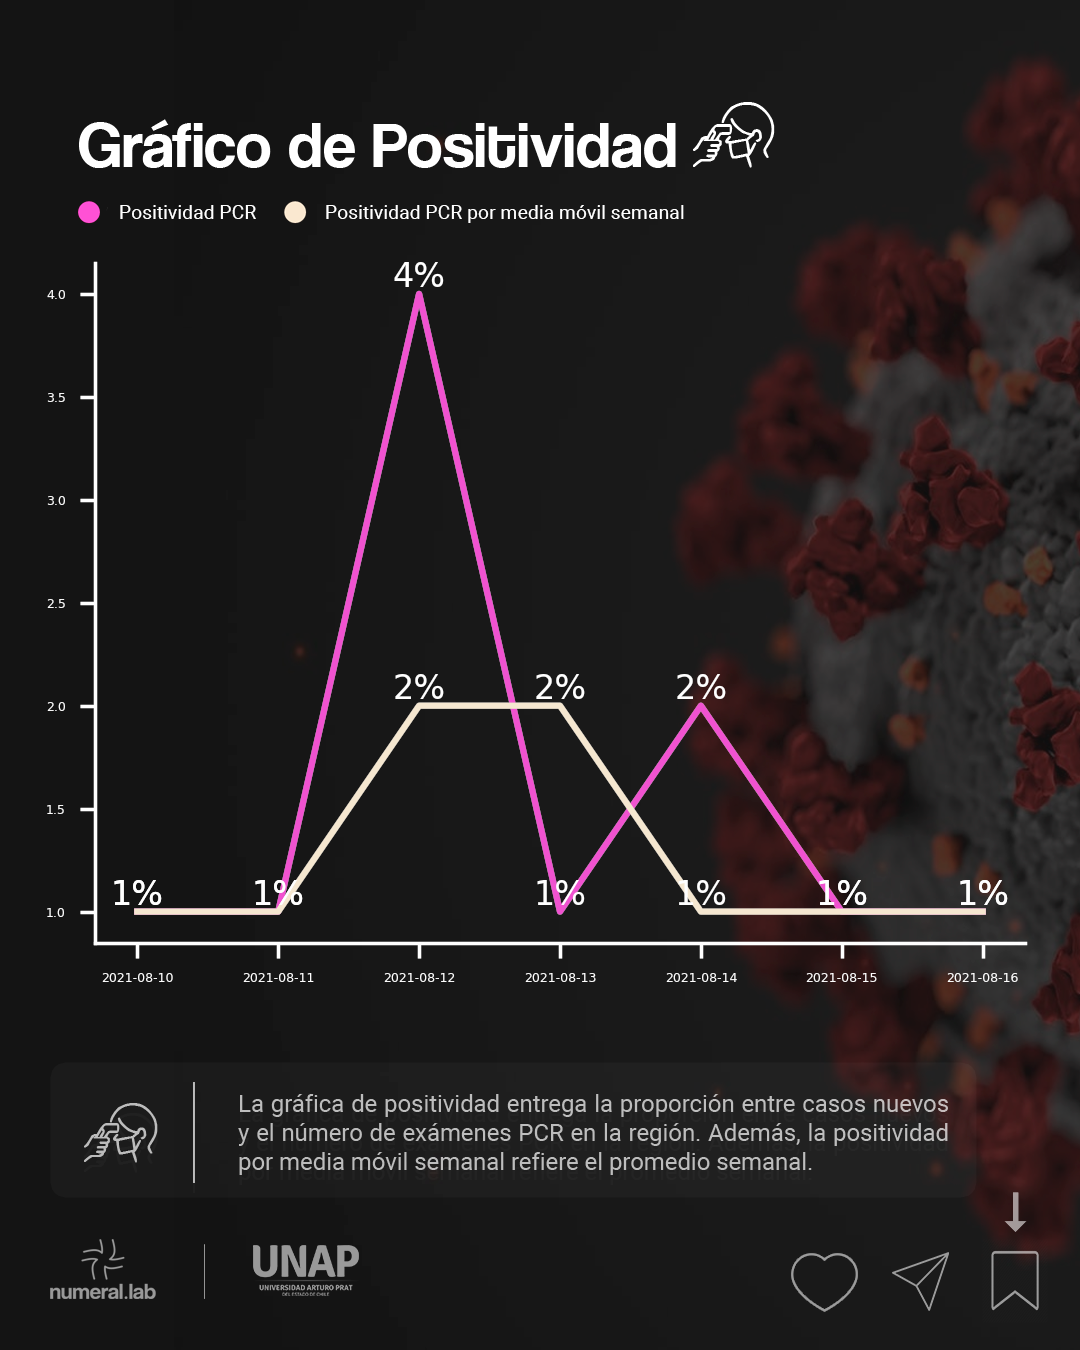 Gráfico de Positividad
Positividad PCR Positividad PCR por media móvil semanal
4%
4.0
3.5
3.0
2.5
2% 2% 2%
2.0
1.5
1% 1% 1% 1% 1% 1%
1.0
2021-08-10 2021-08-11 2021-08-12 2021-08-13 2021-08-14 2021-08-15 2021-08-16
La gráfica de positividad entrega la proporción entre casos nuevos
y el número de exámenes PCR en la región. Además, la positividad
por media móvil semanal refiere el promedio semanal.
numeral.lab
UNAP
UNIVERSIDAD ARTURO PRAT
DEL ESTADO DE CHILE